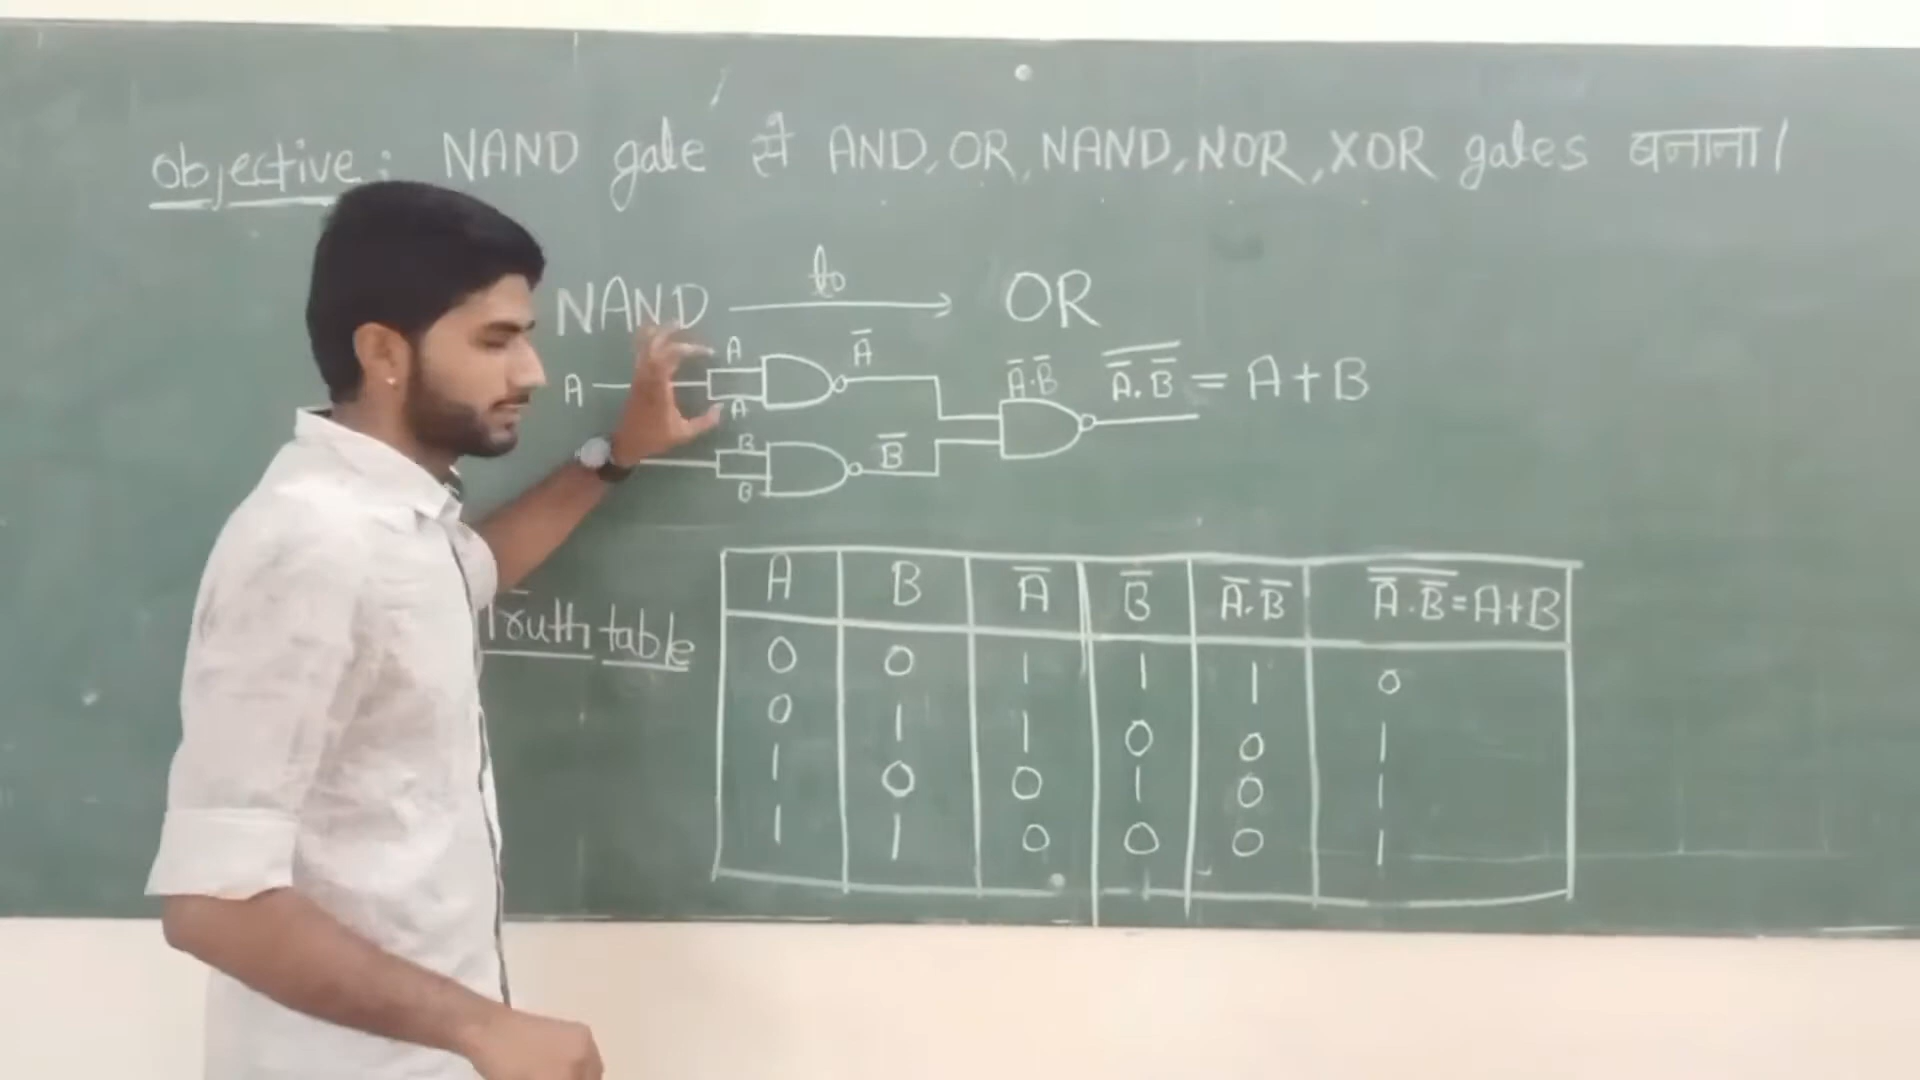 objective: NAND gate से AND, OR, NAND, NOR, XOR gates बनाना।
NAND to OR
A A A A̅ B B B̅ A̅.B̅ \overline{A̅.B̅} = A+B
Truth table
A B A̅ B̅ A̅.B̅ \overline{A̅.B̅}=A+B
0 0 1 1 1 0
0 1 1 0 0 1
1 0 0 1 0 1
1 1 0 0 0 1